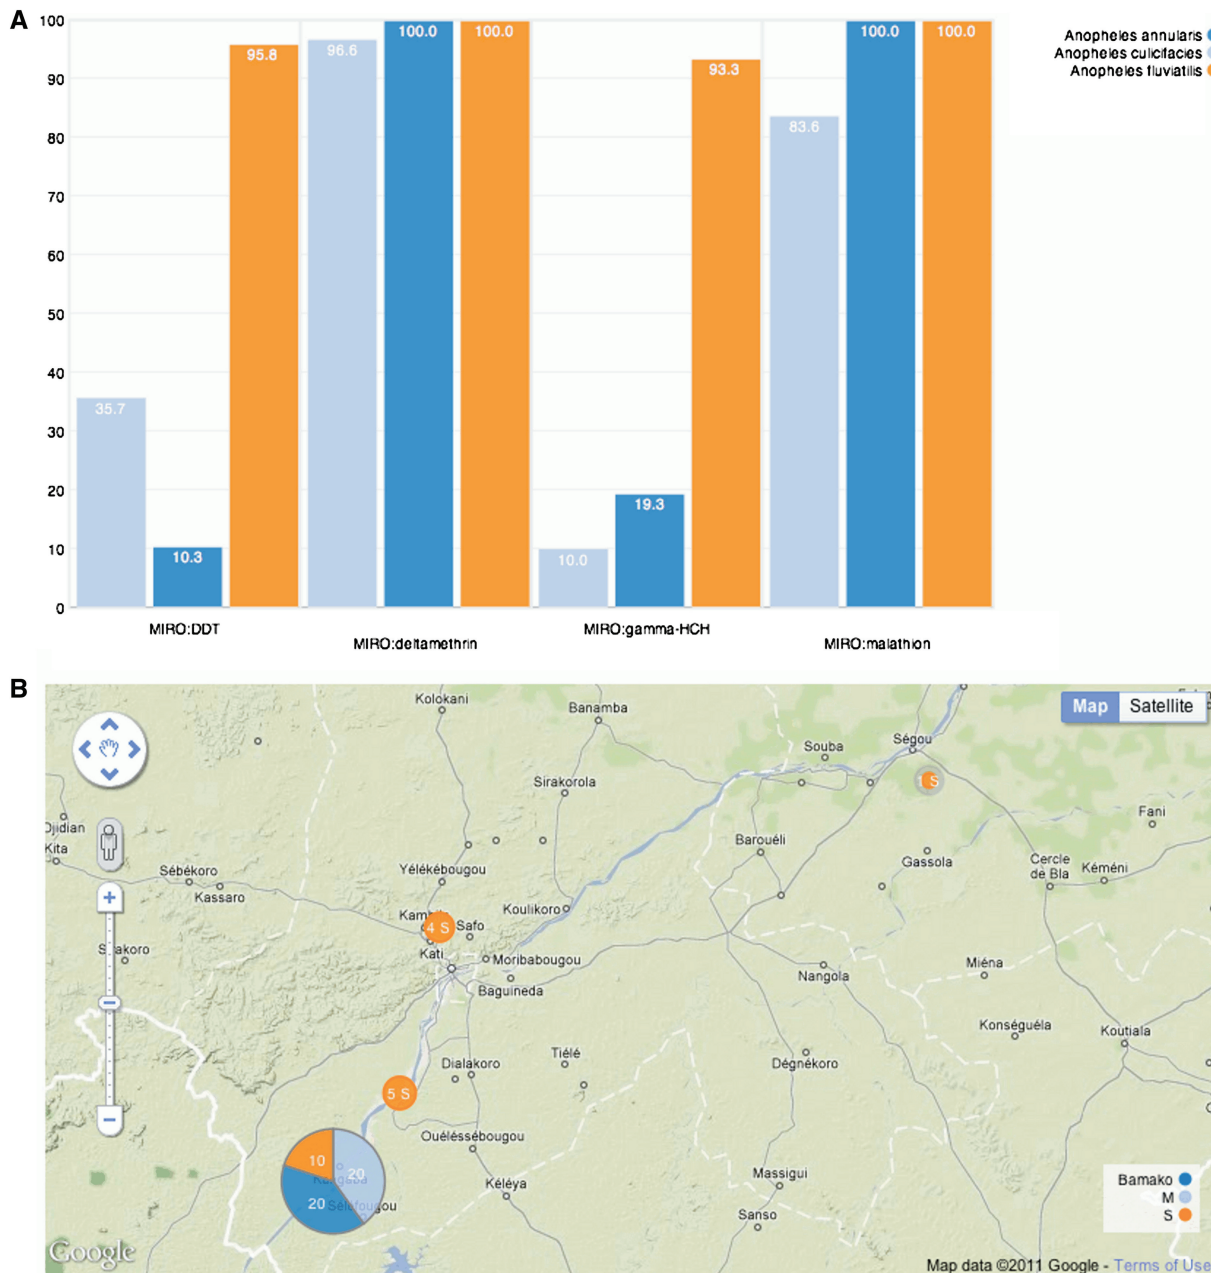 A
100
90
80
70
60
50
40
30
20
10
0
35.7
10.3
95.8
96.6
100.0
100.0
10.0
19.3
93.3
83.6
100.0
100.0
MIRO:DDT
MIRO:deltamethrin
MIRO:gamma-HCH
MIRO:malathion
Anopheles annularis
Anopheles culicifacies
Anopheles fluviatilis
B
Map Satellite
Kolokani
Banamba
Souba
Ségou
Sirakorola
1 S
Fani
Djidian
Kita
Barouéli
Gassola
Cercle
de Bla
Kéméni
Sébékoro
Kassaro
Yélékébougou
Koulikoro
4 S
Safo
Kati
Moribabougou
Baguineda
Nangola
Miéna
Konséguéla
Koutiala
Dialakoro
Tiélé
Dègnékoro
5 S
Ouéléssébougou
Kéléya
Massigui
Sanso
10
20
20
Bamako
M
S
Google
Map data ©2011 Google - Terms of Use